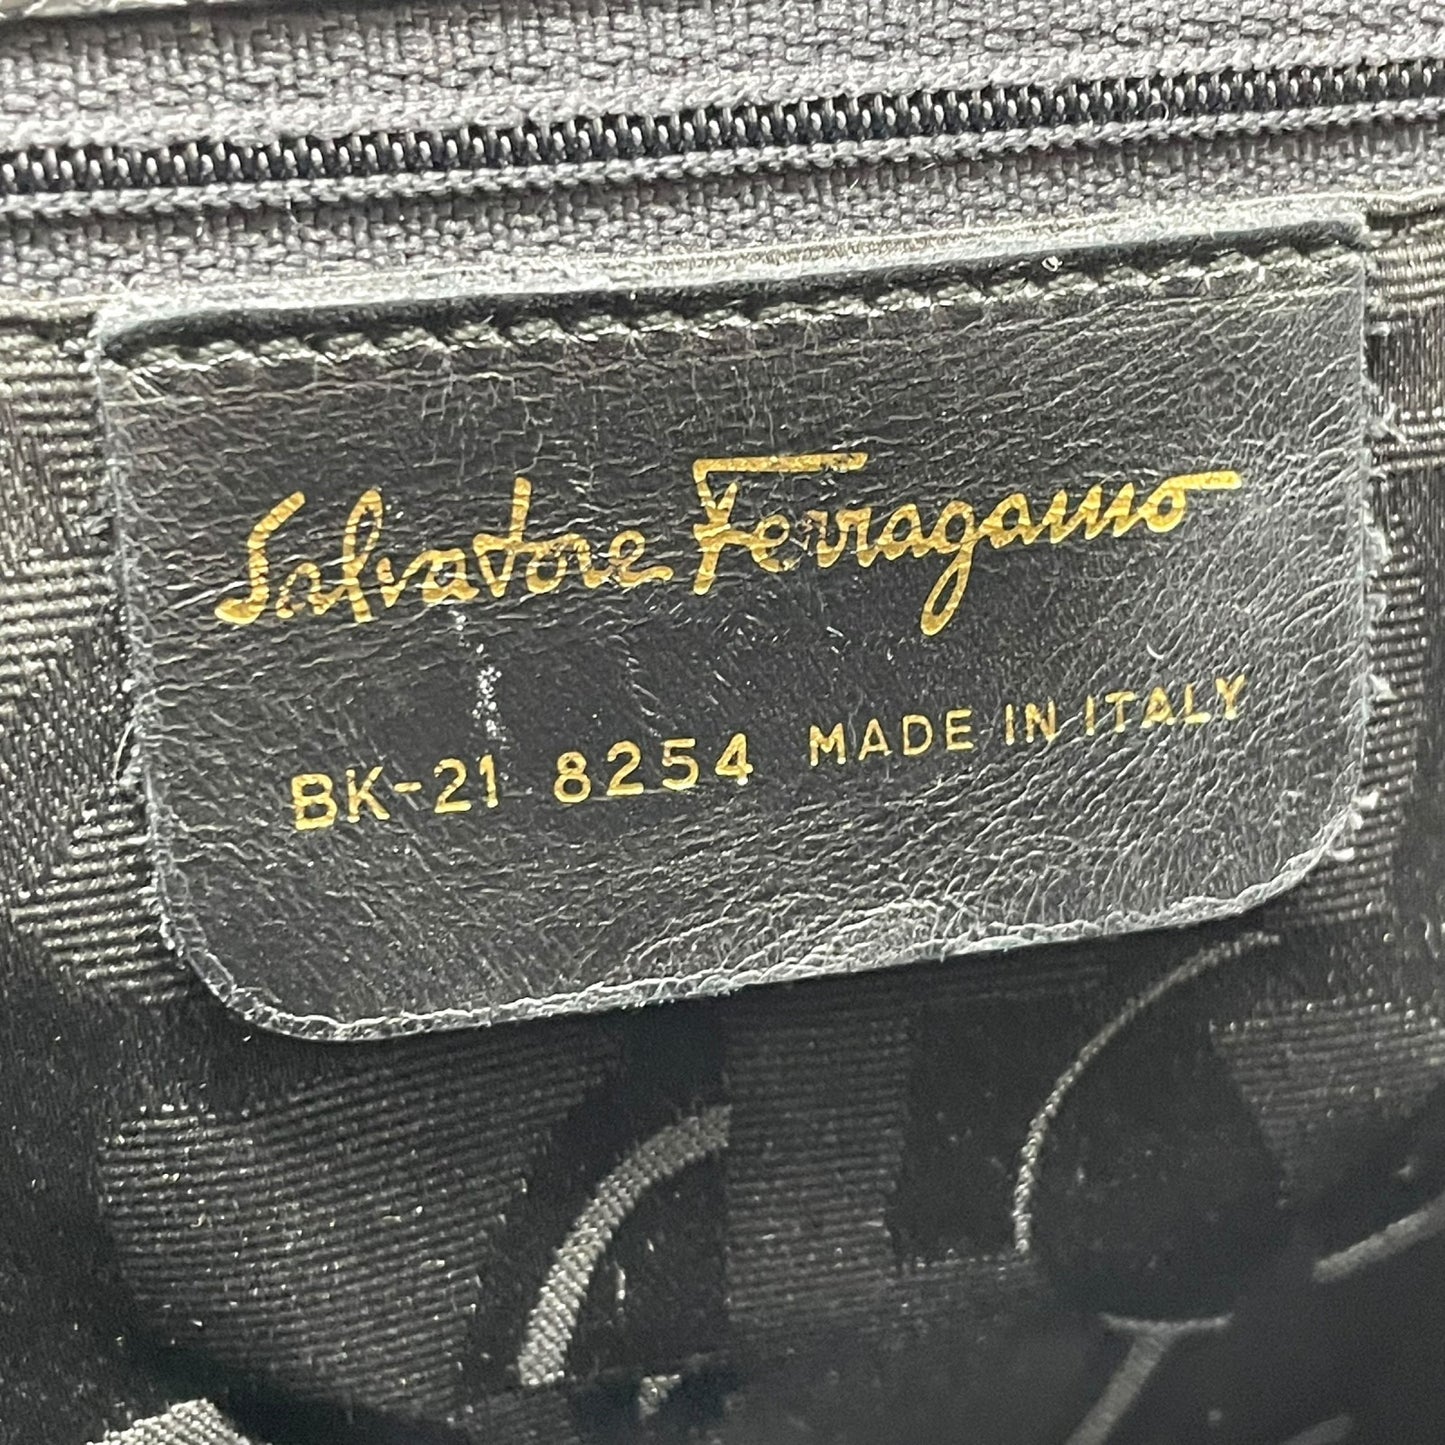 Salvatore Ferragamo
BK-21 8254 MADE IN ITALY